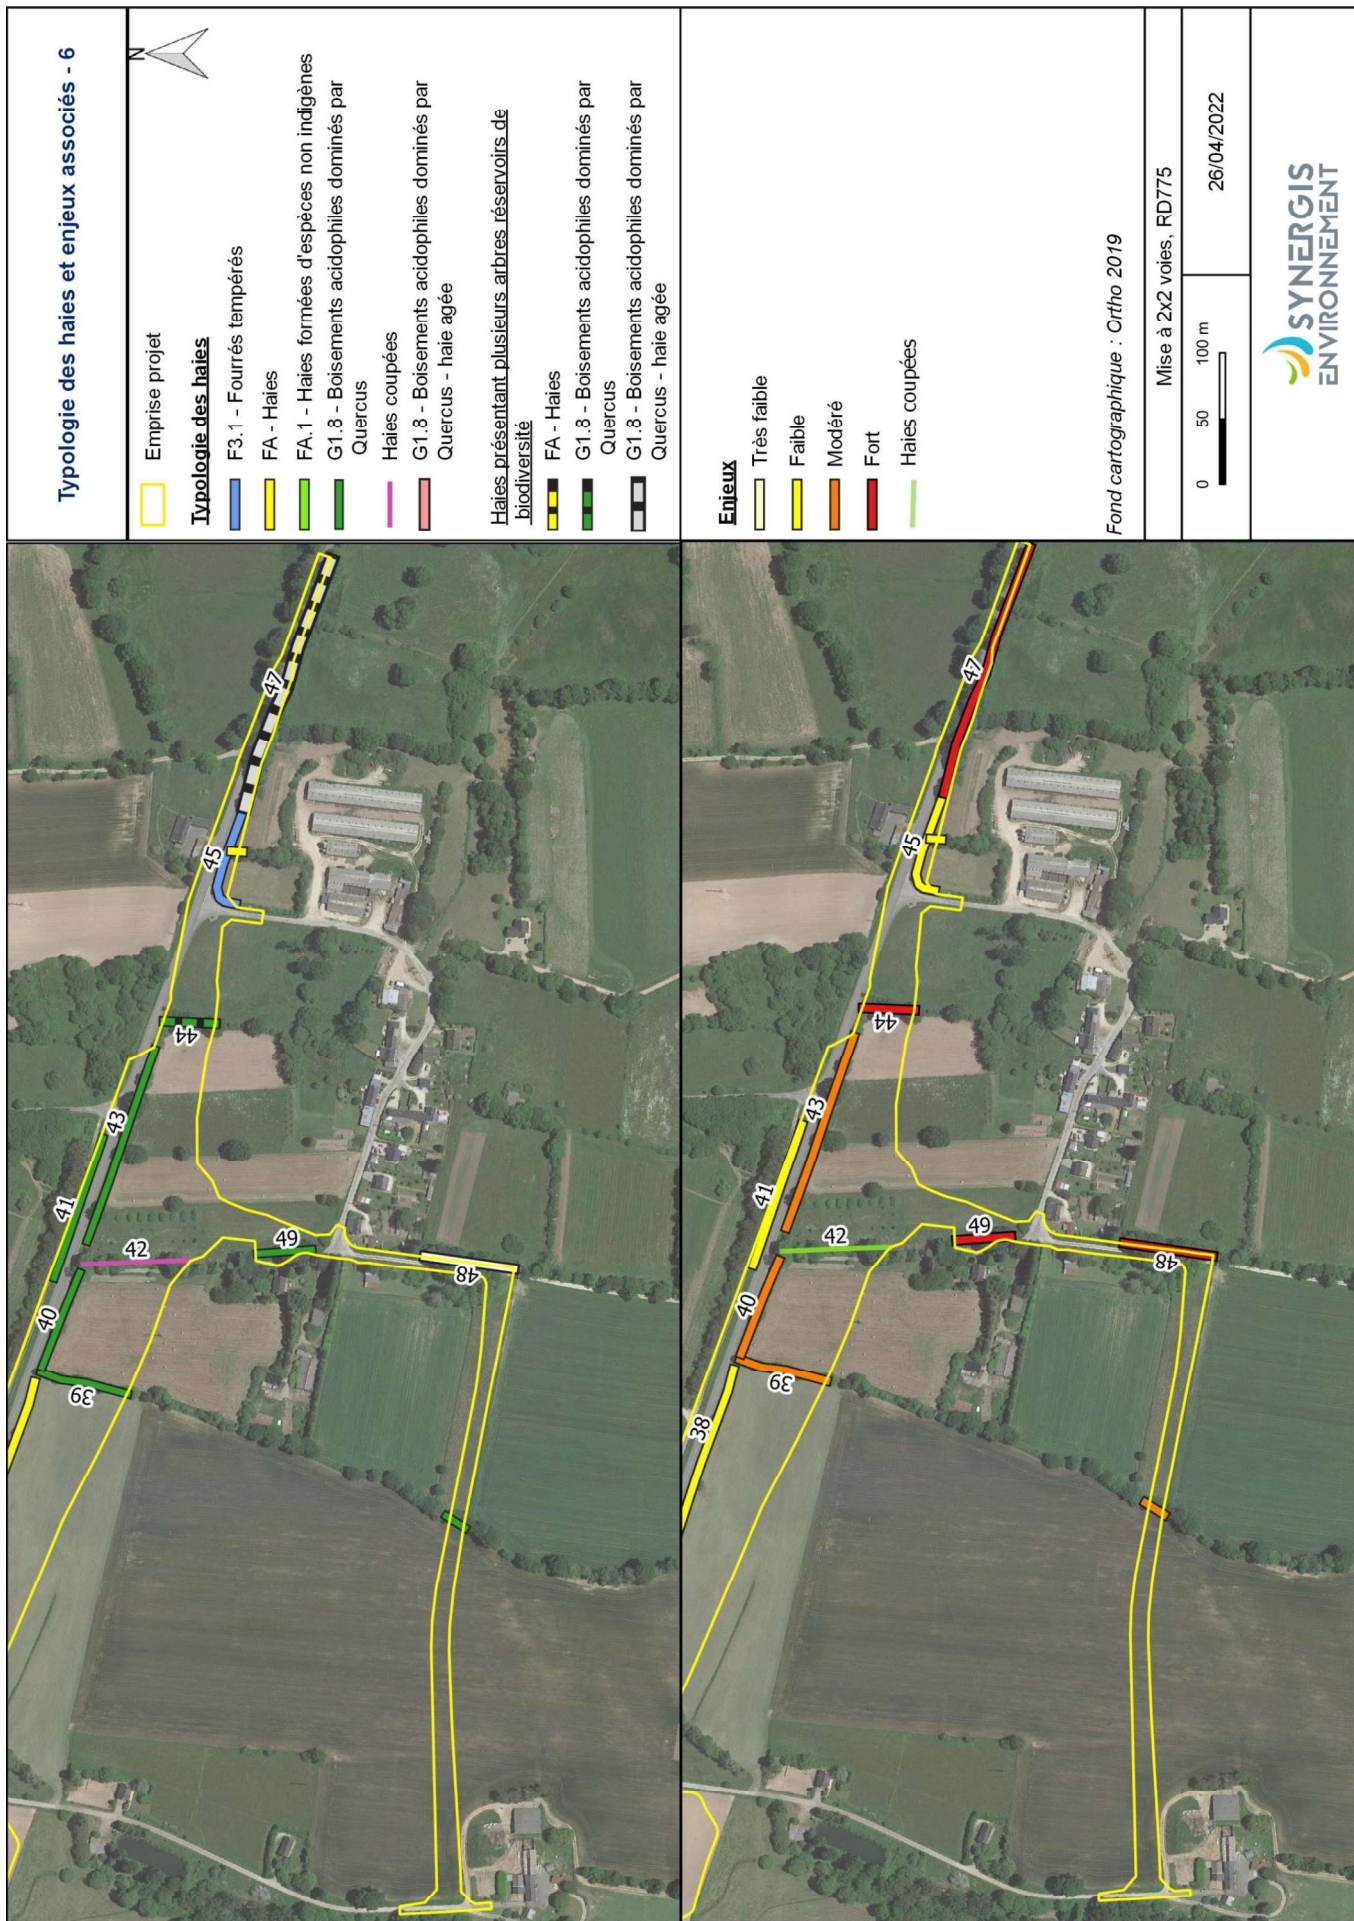 Typologie des haies et enjeux associés - 6
N
Emprise projet
Typologie des haies
F3.1 - Fourrés tempérés
FA - Haies
FA.1 - Haies formées d'espèces non indigènes
G1.8 - Boisements acidophiles dominés par
Quercus
Haies coupées
G1.8 - Boisements acidophiles dominés par
Quercus - haie agée
Haies présentant plusieurs arbres réservoirs de
biodiversité
FA - Haies
G1.8 - Boisements acidophiles dominés par
Quercus
G1.8 - Boisements acidophiles dominés par
Quercus - haie agée
Enjeux
Très faible
Faible
Modéré
Fort
Haies coupées
Fond cartographique : Ortho 2019
Mise à 2x2 voies, RD775
0 50 100 m
26/04/2022
SYNERGIS
ENVIRONNEMENT
39
40
41
42
43
44
45
47
48
49
38
39
40
41
42
43
44
45
47
48
49